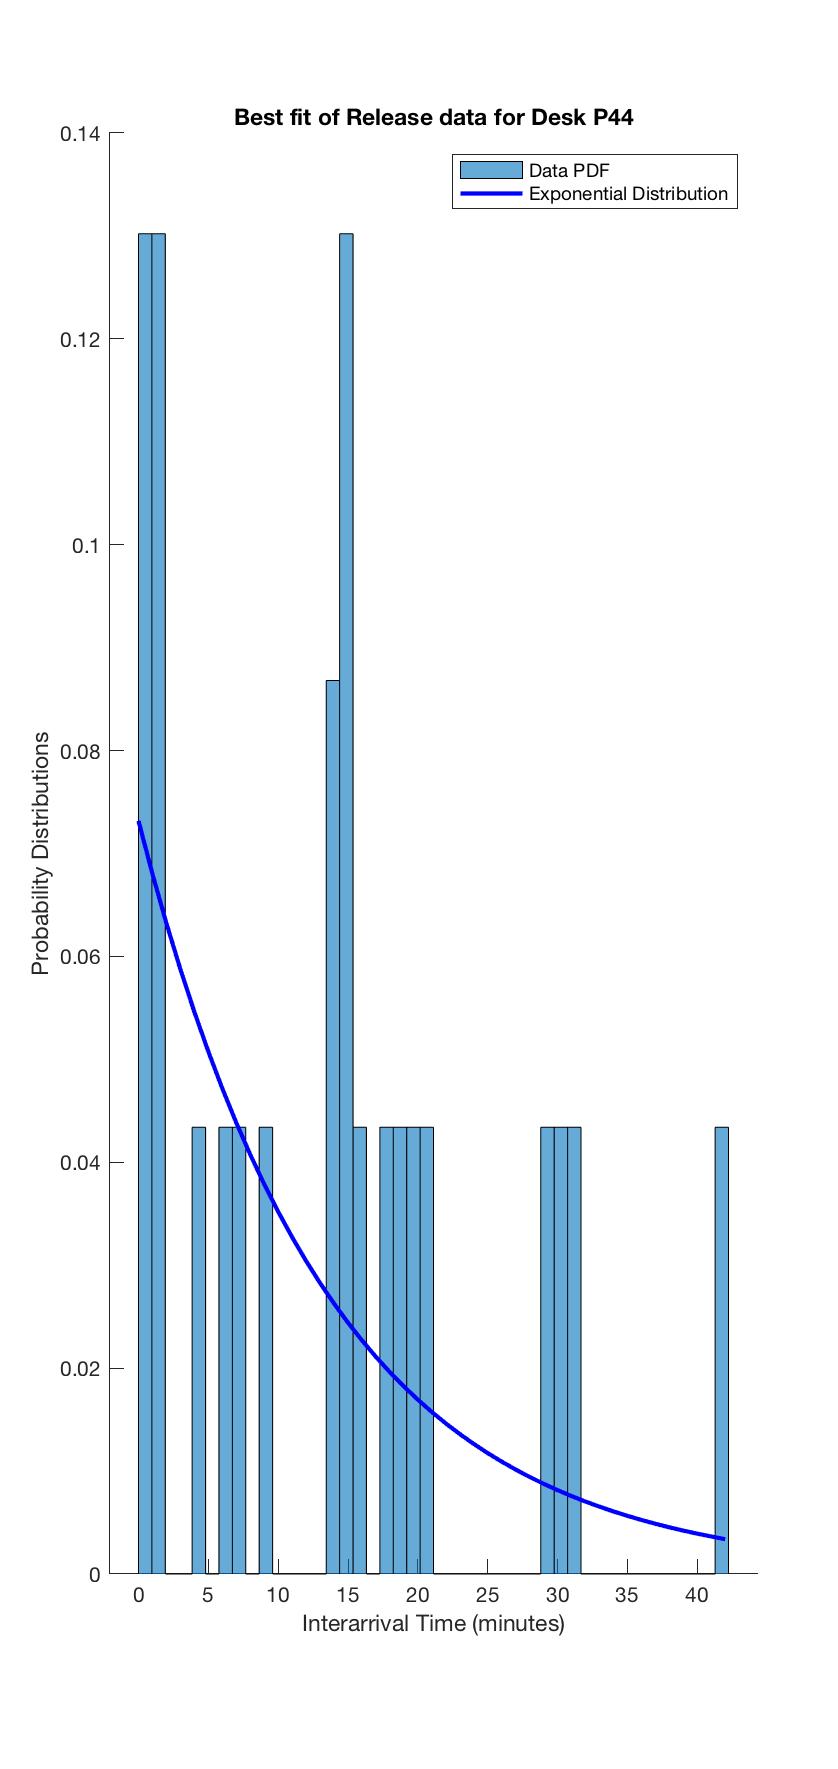 Best fit of Release data for Desk P44
Data PDF
Exponential Distribution
0.14
0.12
0.1
0.08
0.06
0.04
0.02
0
Probability Distributions
0 5 10 15 20 25 30 35 40
Interarrival Time (minutes)